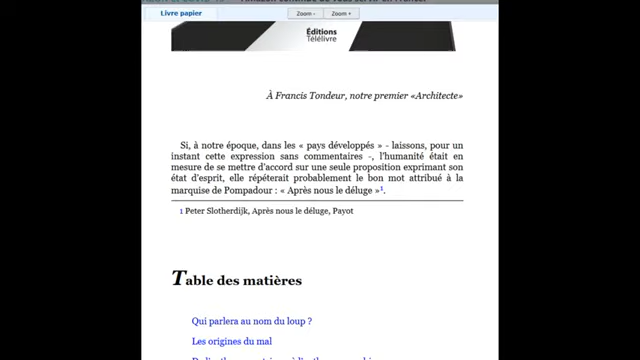 Livre papier
Zoom -
Zoom +
Éditions
Télélivre
À Francis Tondeur, notre premier «Architecte»
Si, à notre époque, dans les « pays développés » - laissons, pour un
instant cette expression sans commentaires -, l'humanité était en
mesure de se mettre d'accord sur une seule proposition exprimant son
état d'esprit, elle répéterait probablement le bon mot attribué à la
marquise de Pompadour : « Après nous le déluge »1.
1 Peter Slotherdijk, Après nous le déluge, Payot
Table des matières
Qui parlera au nom du loup ?
Les origines du mal